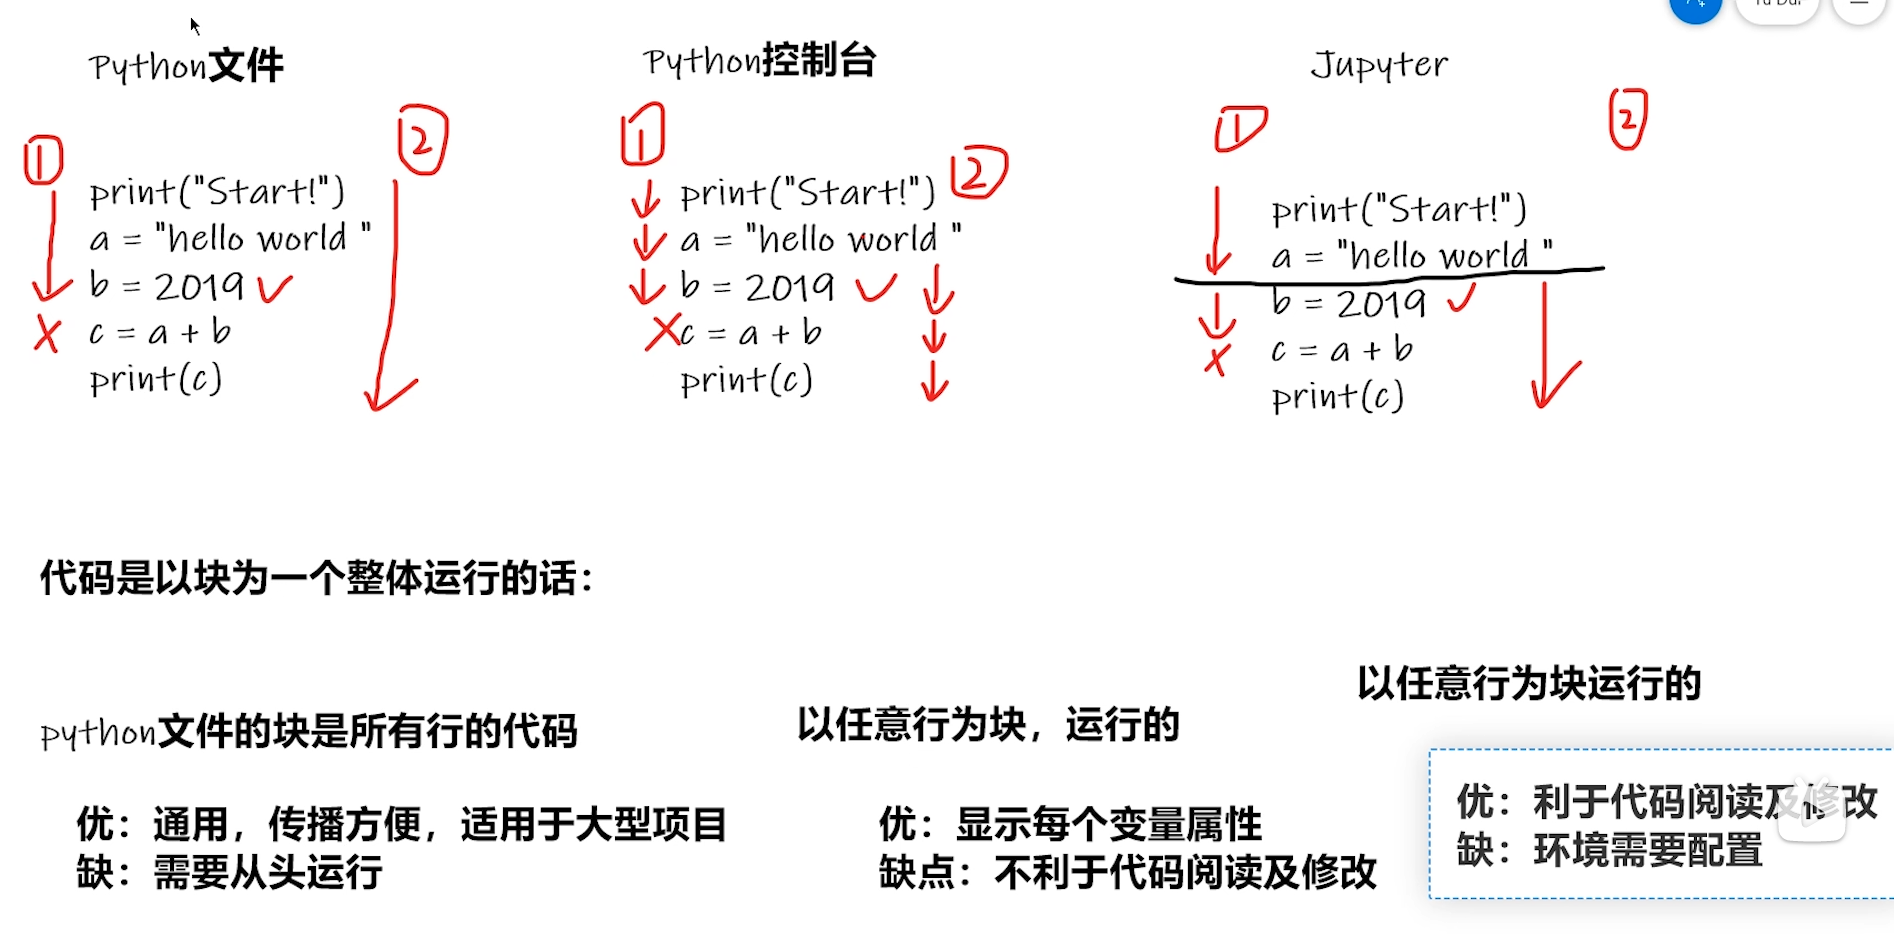 Python文件
①
②
print("Start!")
a = "hello world "
b = 2019
c = a + b
print(c)
Python控制台
①
②
print("Start!")
a = "hello world "
b = 2019
c = a + b
print(c)
Jupyter
①
②
print("Start!")
a = "hello world "
b = 2019
c = a + b
print(c)
代码是以块为一个整体运行的话：
python文件的块是所有行的代码
优：通用，传播方便，适用于大型项目
缺：需要从头运行
以任意行为块，运行的
优：显示每个变量属性
缺点：不利于代码阅读及修改
以任意行为块运行的
优：利于代码阅读及修改
缺：环境需要配置